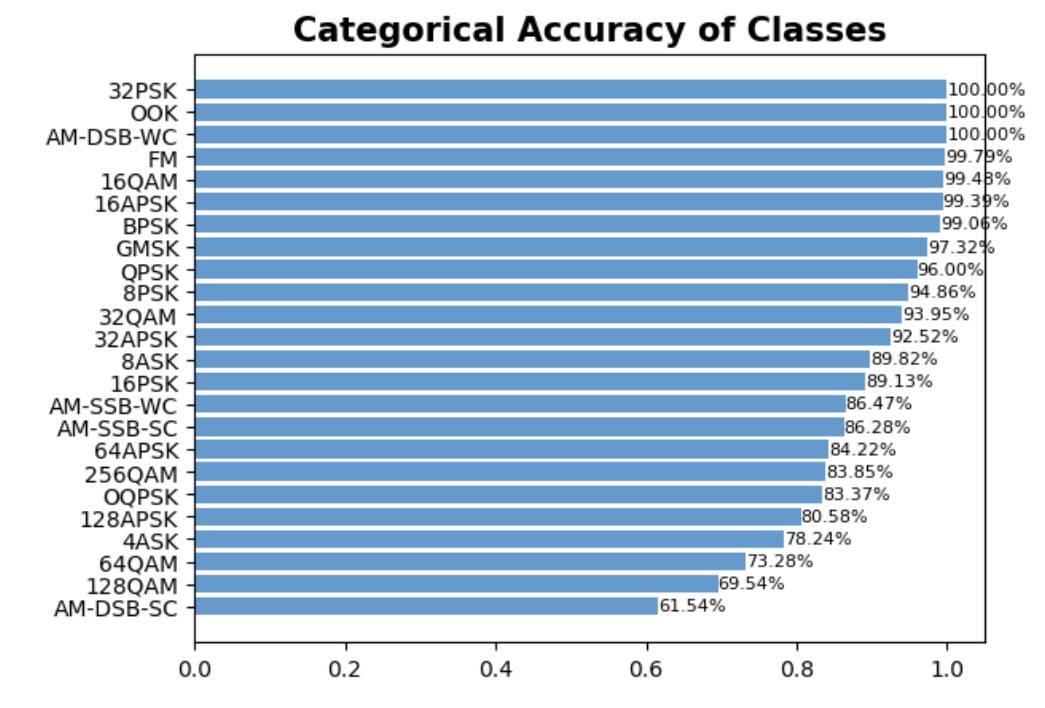 Categorical Accuracy of Classes
32PSK 100.00%
OOK 100.00%
AM-DSB-WC 100.00%
FM 99.79%
16QAM 99.48%
16APSK 99.39%
BPSK 99.06%
GMSK 97.32%
QPSK 96.00%
8PSK 94.86%
32QAM 93.95%
32APSK 92.52%
8ASK 89.82%
16PSK 89.13%
AM-SSB-WC 86.47%
AM-SSB-SC 86.28%
64APSK 84.22%
256QAM 83.85%
OQPSK 83.37%
128APSK 80.58%
4ASK 78.24%
64QAM 73.28%
128QAM 69.54%
AM-DSB-SC 61.54%
0.0 0.2 0.4 0.6 0.8 1.0